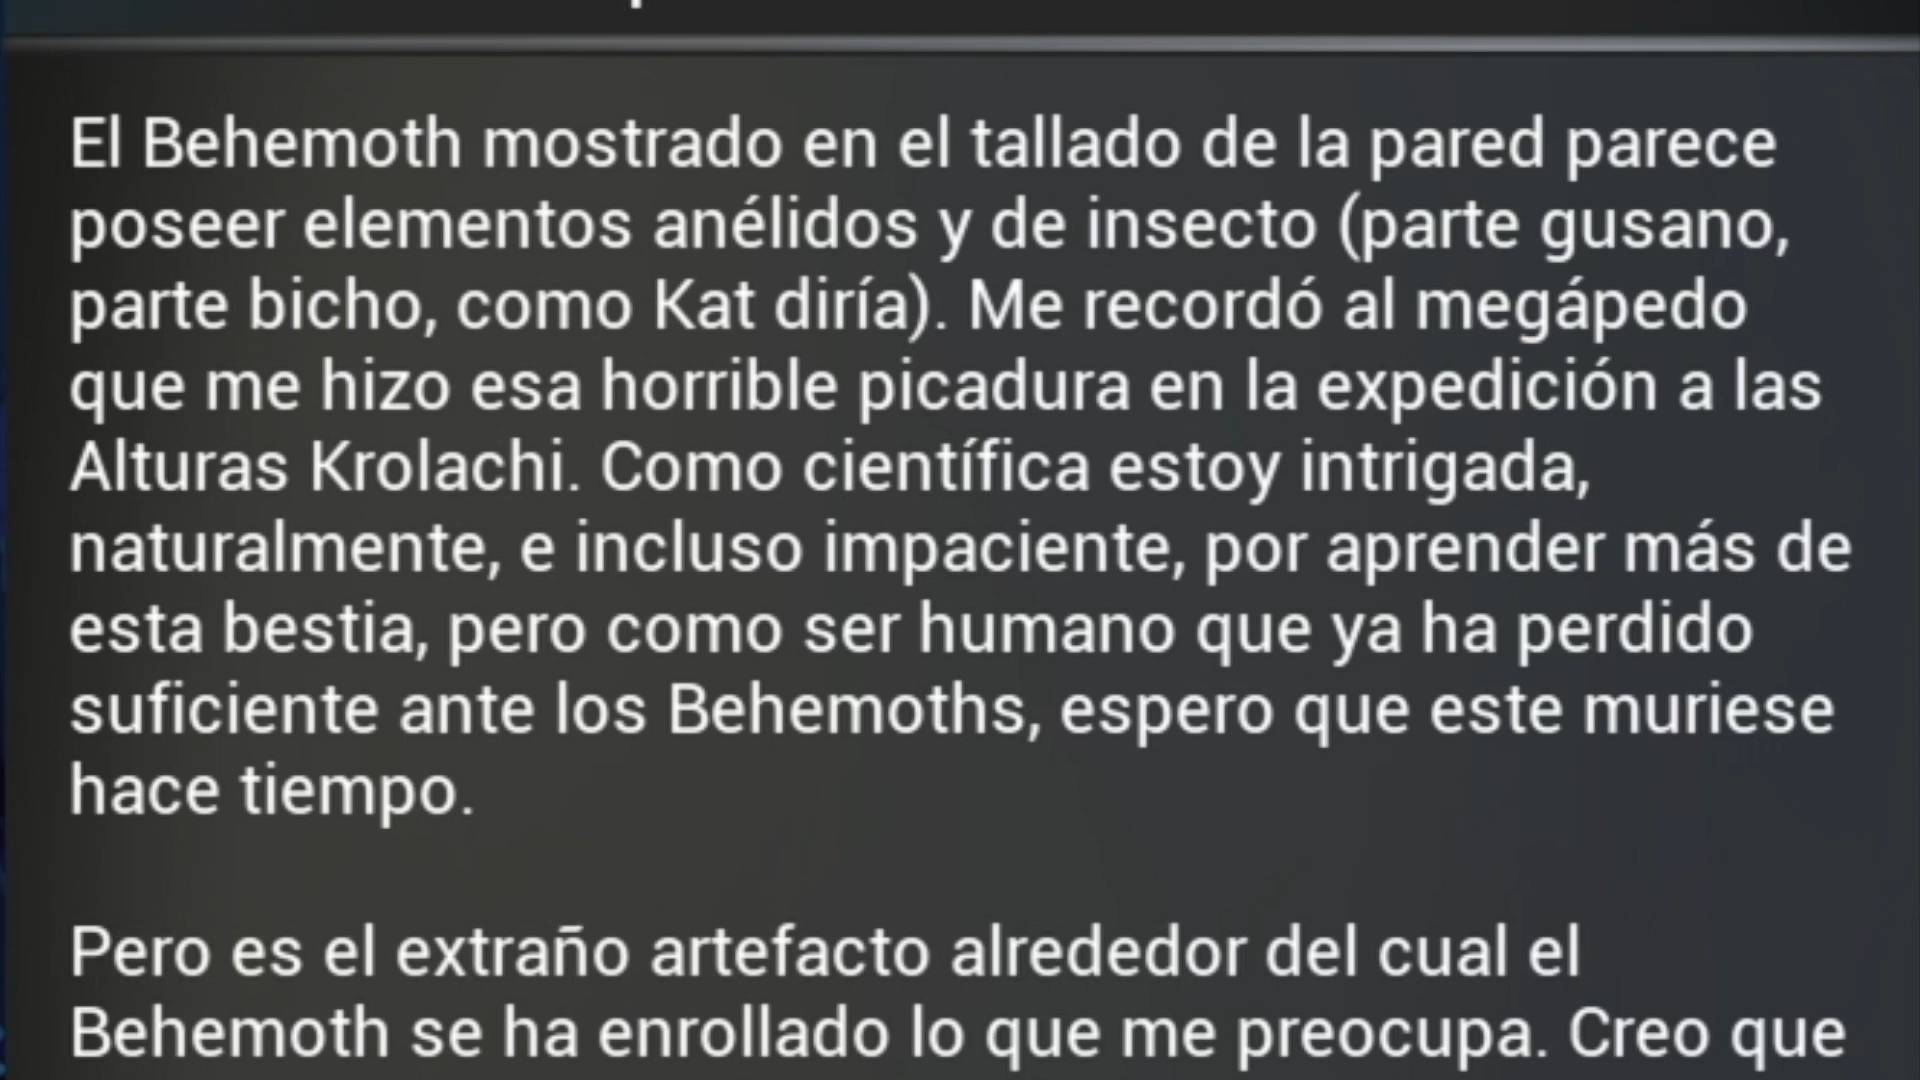 El Behemoth mostrado en el tallado de la pared parece
poseer elementos anélidos y de insecto (parte gusano,
parte bicho, como Kat diría). Me recordó al megápedo
que me hizo esa horrible picadura en la expedición a las
Alturas Krolachi. Como científica estoy intrigada,
naturalmente, e incluso impaciente, por aprender más de
esta bestia, pero como ser humano que ya ha perdido
suficiente ante los Behemoths, espero que este muriese
hace tiempo.
Pero es el extraño artefacto alrededor del cual el
Behemoth se ha enrollado lo que me preocupa. Creo que